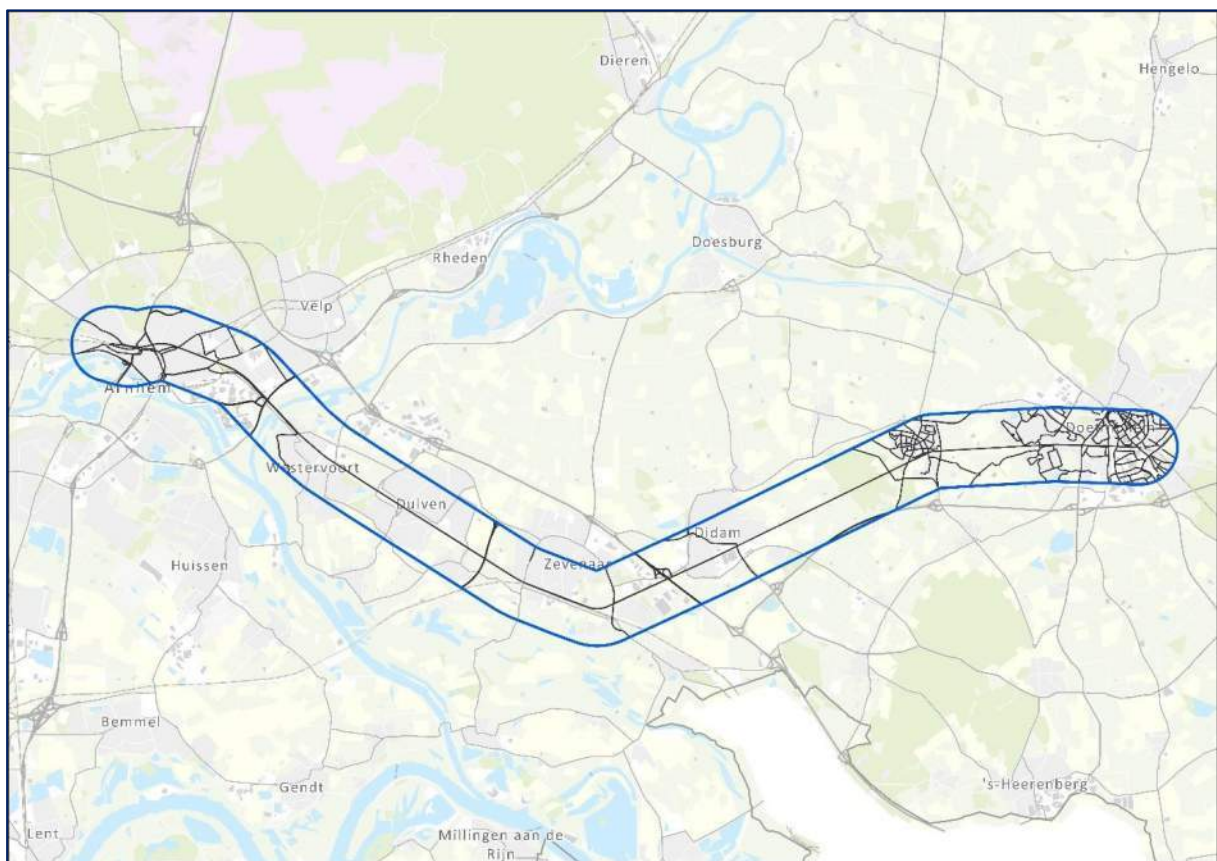 Dieren
Hengelo
Doesburg
Rheden
Velp
Arnhem
Westervoort
Duiven
Didam
Zevenaar
Huissen
Bemmel
Gendt
's-Heerenberg
Lent
Millingen aan de
Rijn